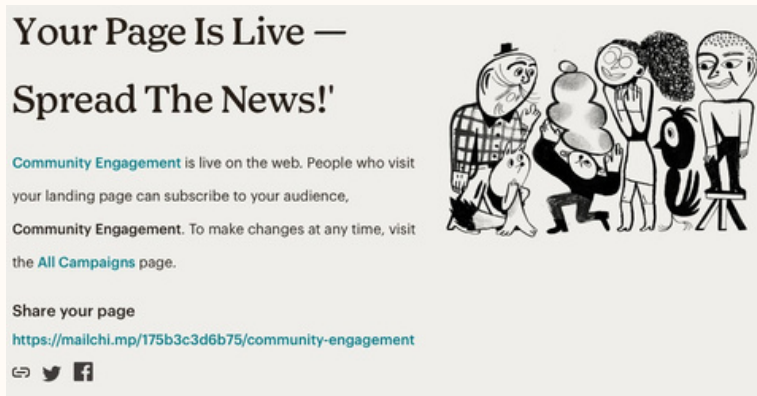 Your Page Is Live —
Spread The News!'
Community Engagement is live on the web. People who visit
your landing page can subscribe to your audience,
Community Engagement. To make changes at any time, visit
the All Campaigns page.
Share your page
https://mailchi.mp/175b3c3d6b75/community-engagement